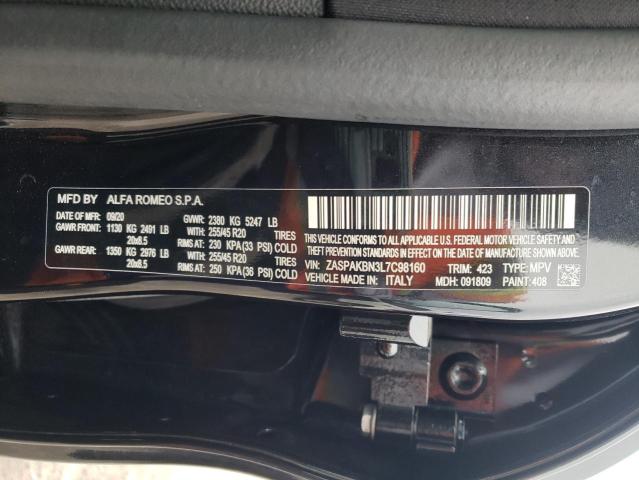 MFD BY ALFA ROMEO S.P.A.
DATE OF MFR: 09/20 GVWR: 2380 KG 5247 LB
GAWR FRONT: 1130 KG 2491 LB WITH: 255/45 R20 TIRES
20x8.5 RIMS AT: 230 KPA(33 PSI) COLD
GAWR REAR: 1350 KG 2976 LB WITH: 255/45 R20 TIRES
20x8.5 RIMS AT: 250 KPA(36 PSI) COLD
THIS VEHICLE CONFORMS TO ALL APPLICABLE U.S. FEDERAL MOTOR VEHICLE SAFETY,
BUMPER, AND THEFT PREVENTION STANDARDS IN EFFECT ON THE DATE OF MANUFACTURE SHOWN ABOVE.
VIN: ZASPAKBN3L7C98160 TRIM: 423 TYPE: MPV
VEHICLE MADE IN: ITALY MDH: 091809 PAINT: 408